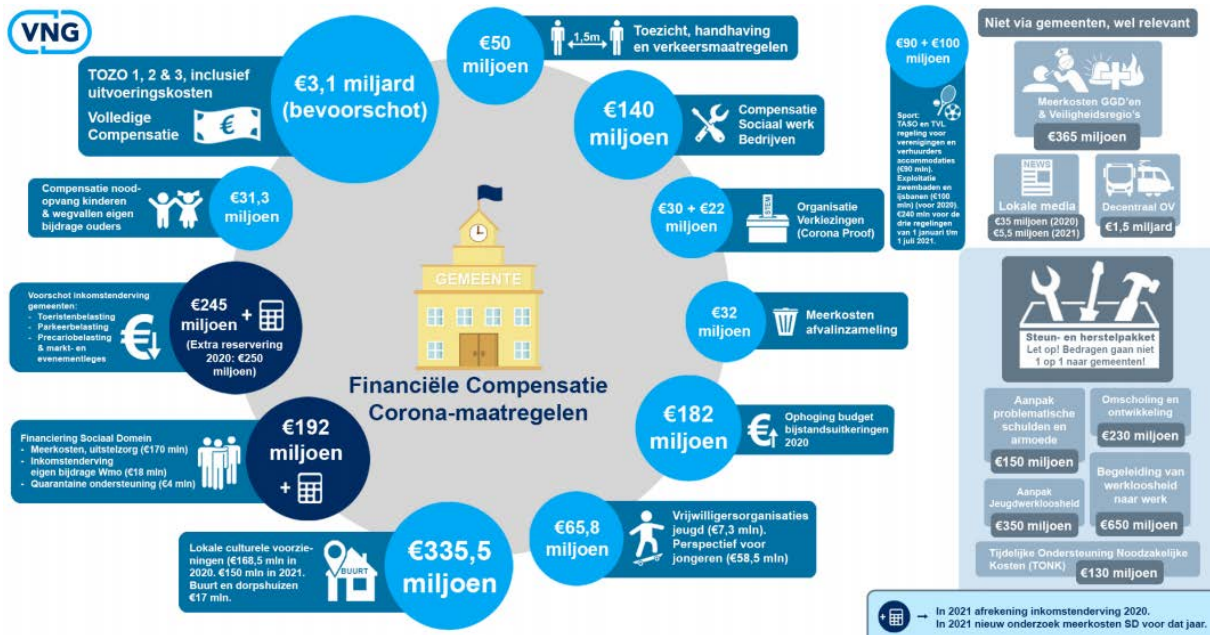 VNG
TOZO 1, 2 & 3, inclusief
uitvoeringskosten
Volledige
Compensatie
€
€3,1 miljard
(bevoorschot)
€50
miljoen
1,5m
Toezicht, handhaving
en verkeersmaatregelen
€140
miljoen
Compensatie
Sociaal werk
Bedrijven
€30 + €22
miljoen
STEM
Organisatie
Verkiezingen
(Corona Proof)
€32
miljoen
Meerkosten
afvalinzameling
€182
miljoen
€
Ophoging budget
bijstandsuitkeringen
2020
€65,8
miljoen
Vrijwilligersorganisaties
jeugd (€7,3 mln).
Perspectief voor
jongeren (€58,5 mln)
€335,5
miljoen
Lokale culturele voorzie-
ningen (€168,5 mln in
2020. €150 mln in 2021.
Buurt en dorpshuizen
€17 mln.
BUURT
€192
miljoen
+
Financiering Sociaal Domein
- Meerkosten, uitstelzorg (€170 mln)
- Inkomstenderving
eigen bijdrage Wmo (€18 mln)
- Quarantaine ondersteuning (€4 mln)
€245
miljoen +
(Extra reservering
2020: €250
miljoen)
Voorschot inkomstenderving
gemeenten:
- Toeristenbelasting
- Parkeerbelasting
- Precariobelasting
& markt- en
evenementleges
€
Compensatie nood-
opvang kinderen
& wegvallen eigen
bijdrage ouders
€31,3
miljoen
GEMEENTE
Financiële Compensatie
Corona-maatregelen
€90 + €100
miljoen
Sport:
TASO en TVL
regeling voor
verenigingen en
verhuurders
accommodaties
(€90 mln).
Exploitatie
zwembaden en
ijsbanen (€100
mln) (voor 2020).
€240 mln voor de
drie regelingen
van 1 januari t/m
1 juli 2021.
Niet via gemeenten, wel relevant
Meerkosten GGD'en
& Veiligheidsregio's
€365 miljoen
NEWS
Lokale media
€35 miljoen (2020)
€5,5 miljoen (2021)
Decentraal OV
€1,5 miljard
Steun- en herstelpakket
Let op! Bedragen gaan niet
1 op 1 naar gemeenten!
Aanpak
problematische
schulden en
armoede
€150 miljoen
Omscholing en
ontwikkeling
€230 miljoen
Aanpak
Jeugdwerkloosheid
€350 miljoen
Begeleiding van
werkloosheid
naar werk
€650 miljoen
Tijdelijke Ondersteuning Noodzakelijke
Kosten (TONK)
€130 miljoen
+ → In 2021 afrekening inkomstenderving 2020.
In 2021 nieuw onderzoek meerkosten SD voor dat jaar.